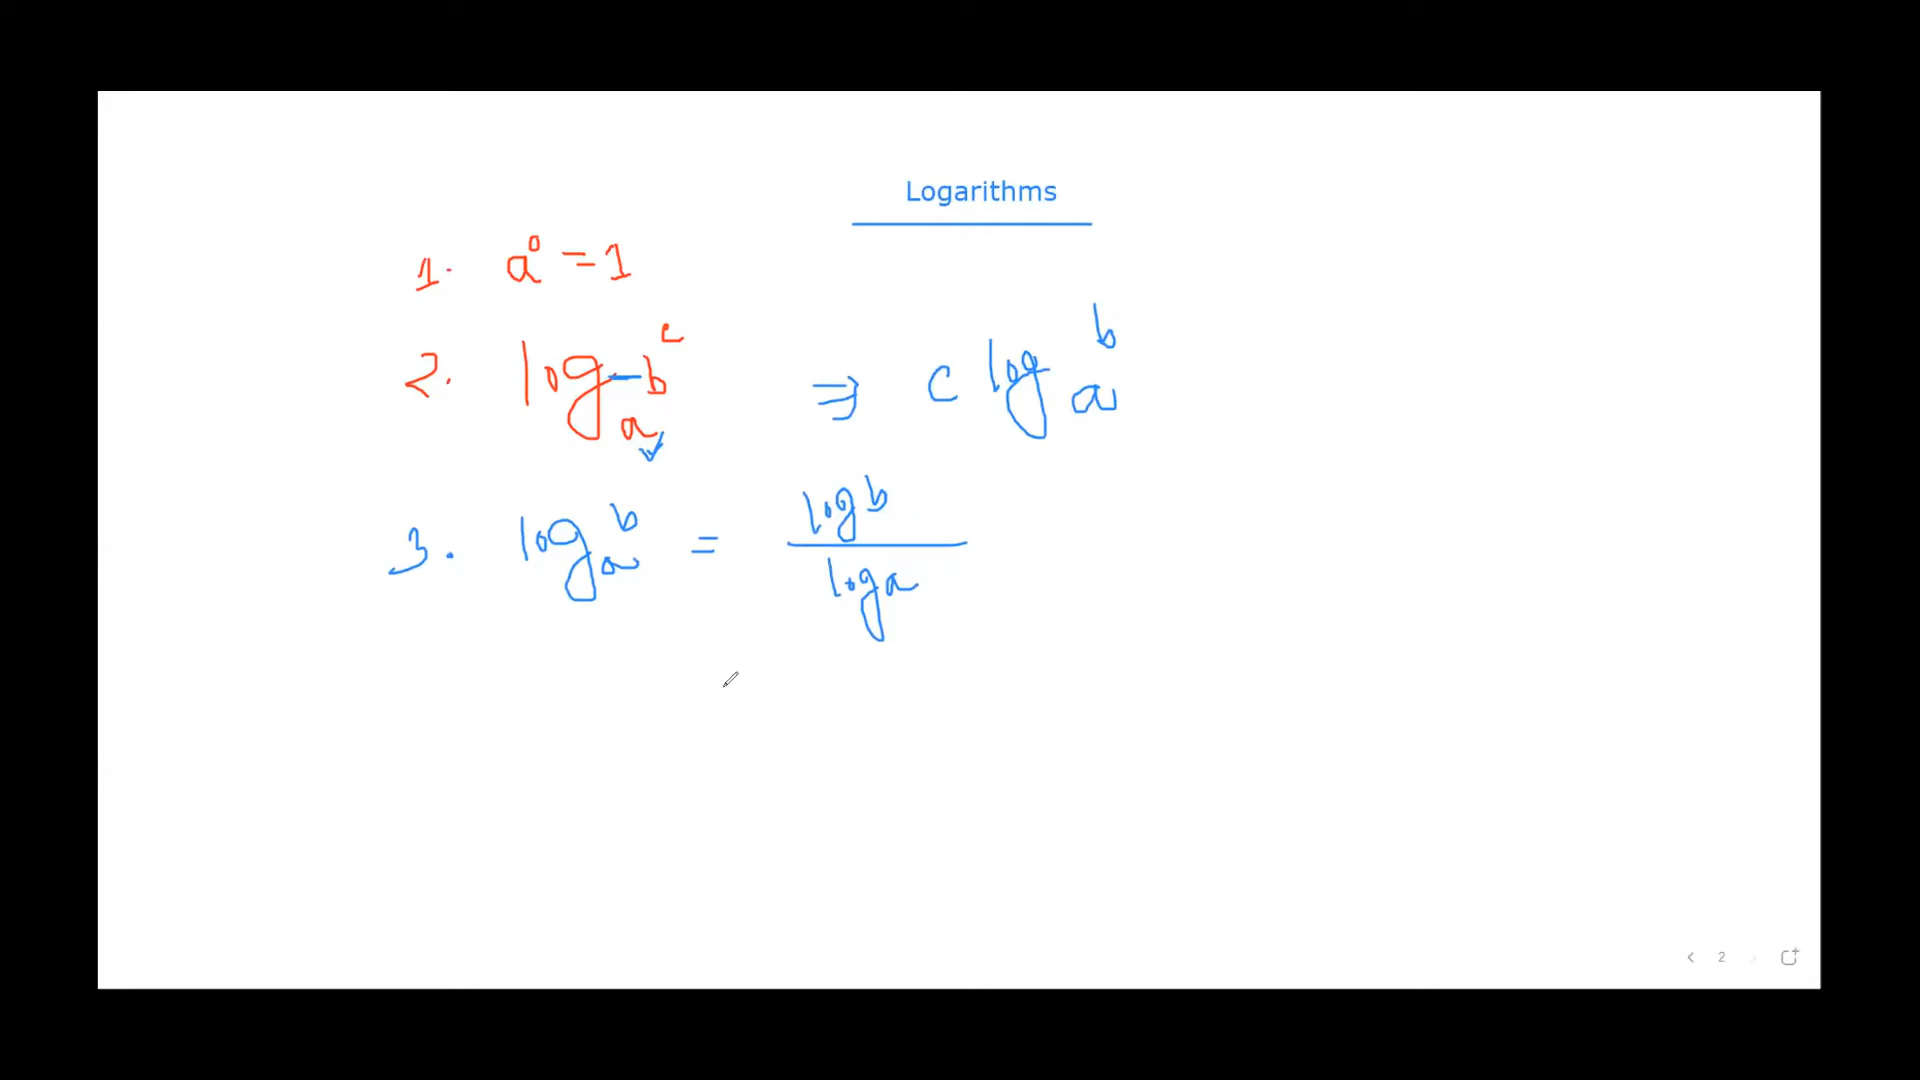 Logarithms
1. a⁰ = 1
2. log_a b^c ⇒ c log_a b
3. log_a b = log b / log a
< 2 >